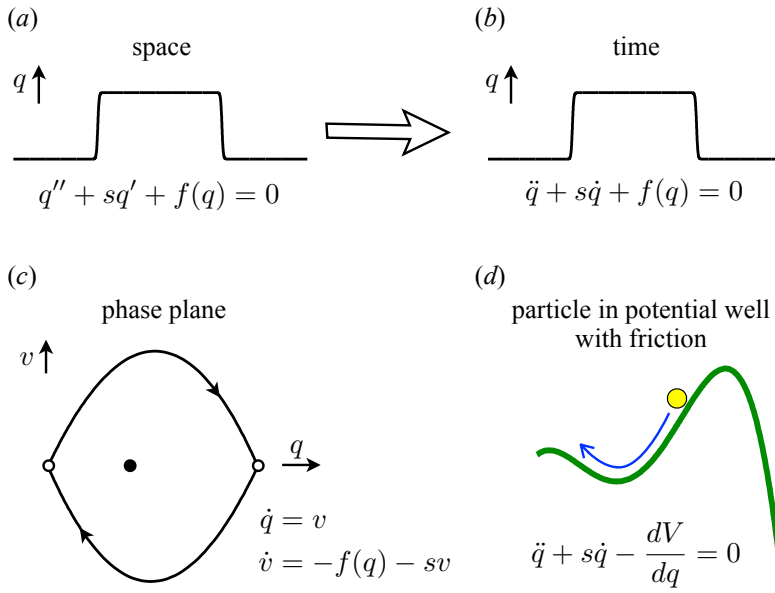 (a)
space
q
q'' + sq' + f(q) = 0
(b)
time
q
q̈ + sq̇ + f(q) = 0
(c)
phase plane
v
q
q̇ = v
v̇ = −f(q) − sv
(d)
particle in potential well
with friction
q̈ + sq̇ − dV/dq = 0